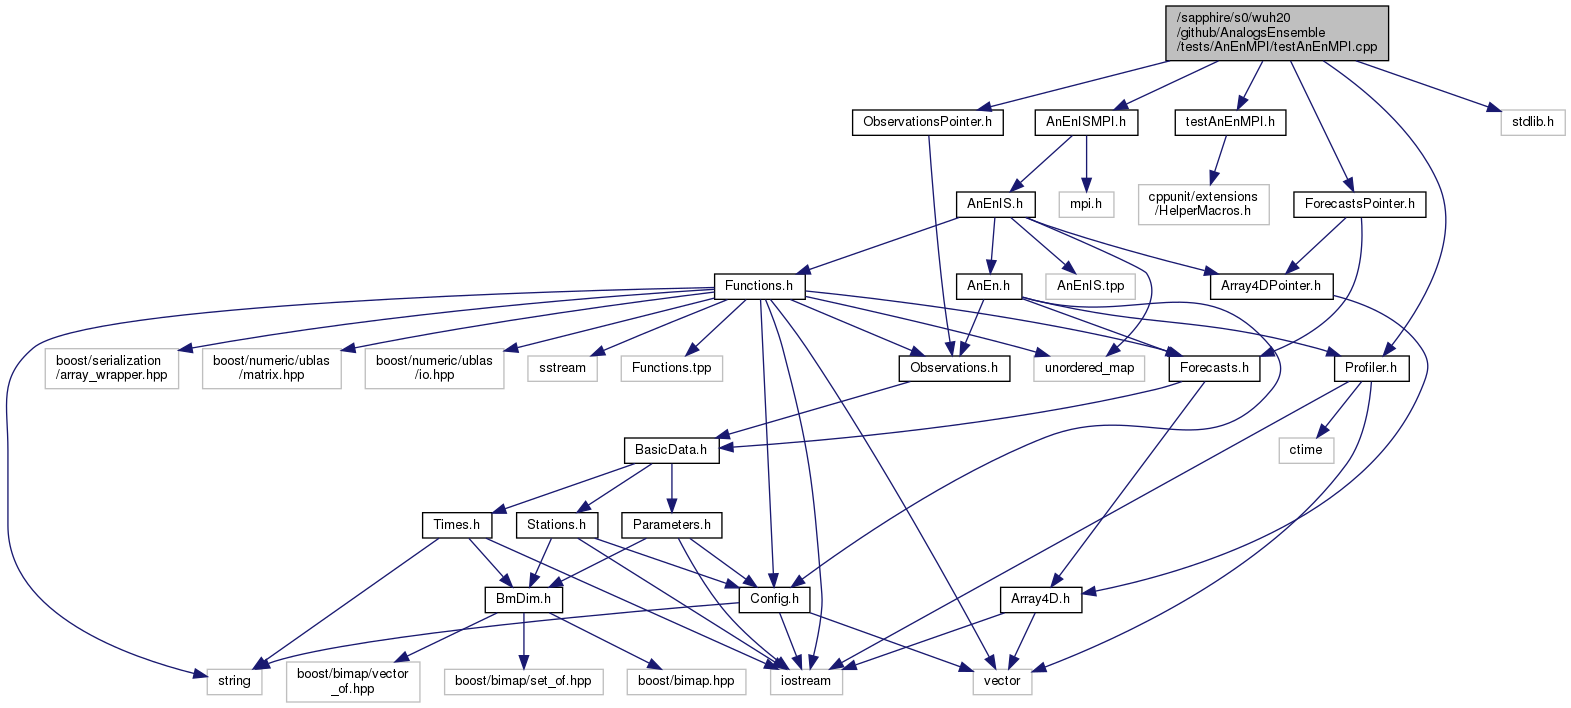 /sapphire/s0/wuh20
/github/AnalogsEnsemble
/tests/AnEnMPI/testAnEnMPI.cpp
ObservationsPointer.h
AnEnISMPI.h
testAnEnMPI.h
stdlib.h
AnEnIS.h
mpi.h
cppunit/extensions
/HelperMacros.h
ForecastsPointer.h
Functions.h
AnEn.h
AnEnIS.tpp
Array4DPointer.h
boost/serialization
/array_wrapper.hpp
boost/numeric/ublas
/matrix.hpp
boost/numeric/ublas
/io.hpp
sstream
Functions.tpp
Observations.h
unordered_map
Forecasts.h
Profiler.h
BasicData.h
ctime
Times.h
Stations.h
Parameters.h
BmDim.h
Config.h
Array4D.h
string
boost/bimap/vector
_of.hpp
boost/bimap/set_of.hpp
boost/bimap.hpp
iostream
vector